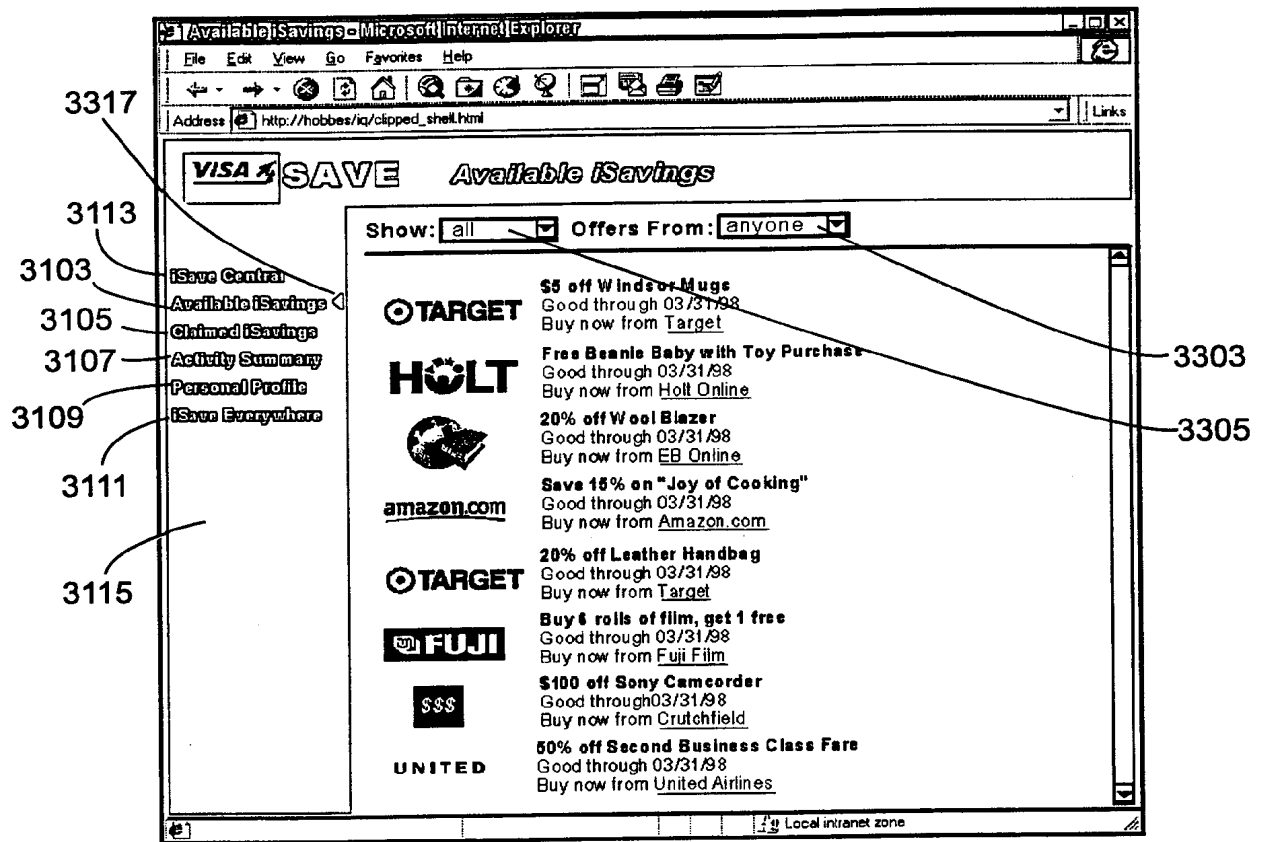 Available iSavings - Microsoft Internet Explorer
File Edit View Go Favorites Help
Address http://hobbes/iq/clipped_shell.html Links
VISA SAVE Available iSavings
Show: all Offers From: anyone
3317
3113
3103
3105
3107
3109
3111
3115
iSave Central
Available iSavings
Claimed iSavings
Activity Summary
Personal Profile
iSave Everywhere
TARGET
$5 off Windsor Mugs
Good through 03/31/98
Buy now from Target
HOLT
Free Beanie Baby with Toy Purchase
Good through 03/31/98
Buy now from Holt Online
20% off Wool Blazer
Good through 03/31/98
Buy now from EB Online
amazon.com
Save 15% on "Joy of Cooking"
Good through 03/31/98
Buy now from Amazon.com
TARGET
20% off Leather Handbag
Good through 03/31/98
Buy now from Target
FUJI
Buy 6 rolls of film, get 1 free
Good through 03/31/98
Buy now from Fuji Film
$$$
$100 off Sony Camcorder
Good through03/31/98
Buy now from Crutchfield
UNITED
50% off Second Business Class Fare
Good through 03/31/98
Buy now from United Airlines
3303
3305
Local intranet zone